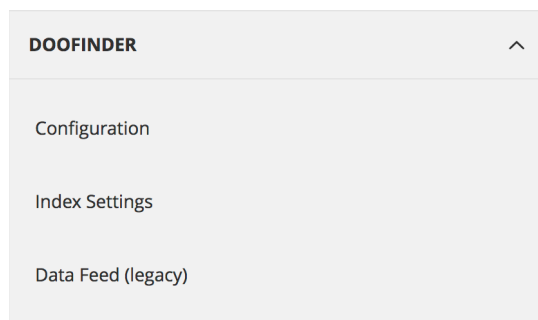 DOOFINDER
Configuration
Index Settings
Data Feed (legacy)